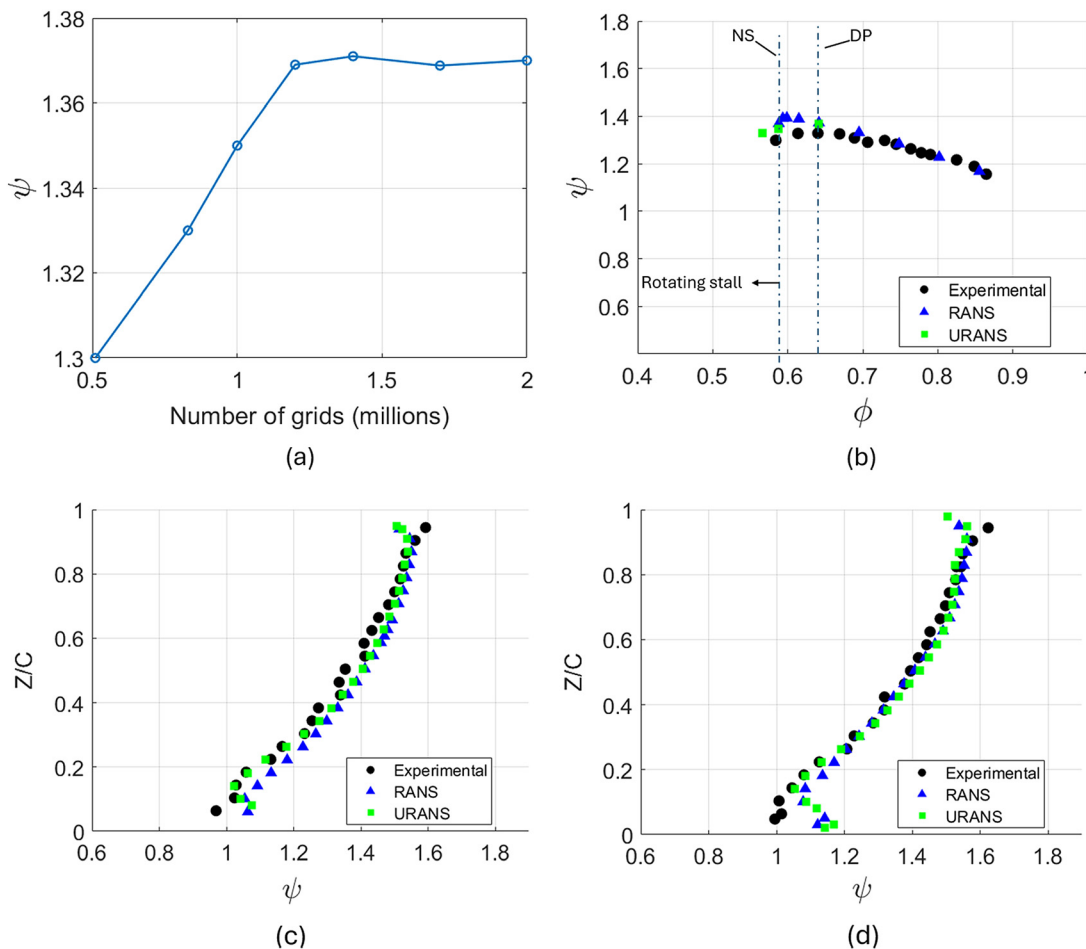 1.38
1.36
1.34
1.32
1.3
ψ
0.5
1
1.5
2
Number of grids (millions)
(a)
1.8
1.6
1.4
1.2
1
0.8
0.6
ψ
NS
DP
Rotating stall
Experimental
RANS
URANS
0.4
0.5
0.6
0.7
0.8
0.9
1
ϕ
(b)
1
0.8
0.6
0.4
0.2
0
Z/C
Experimental
RANS
URANS
0.6
0.8
1
1.2
1.4
1.6
1.8
ψ
(c)
1
0.8
0.6
0.4
0.2
0
Z/C
Experimental
RANS
URANS
0.6
0.8
1
1.2
1.4
1.6
1.8
ψ
(d)